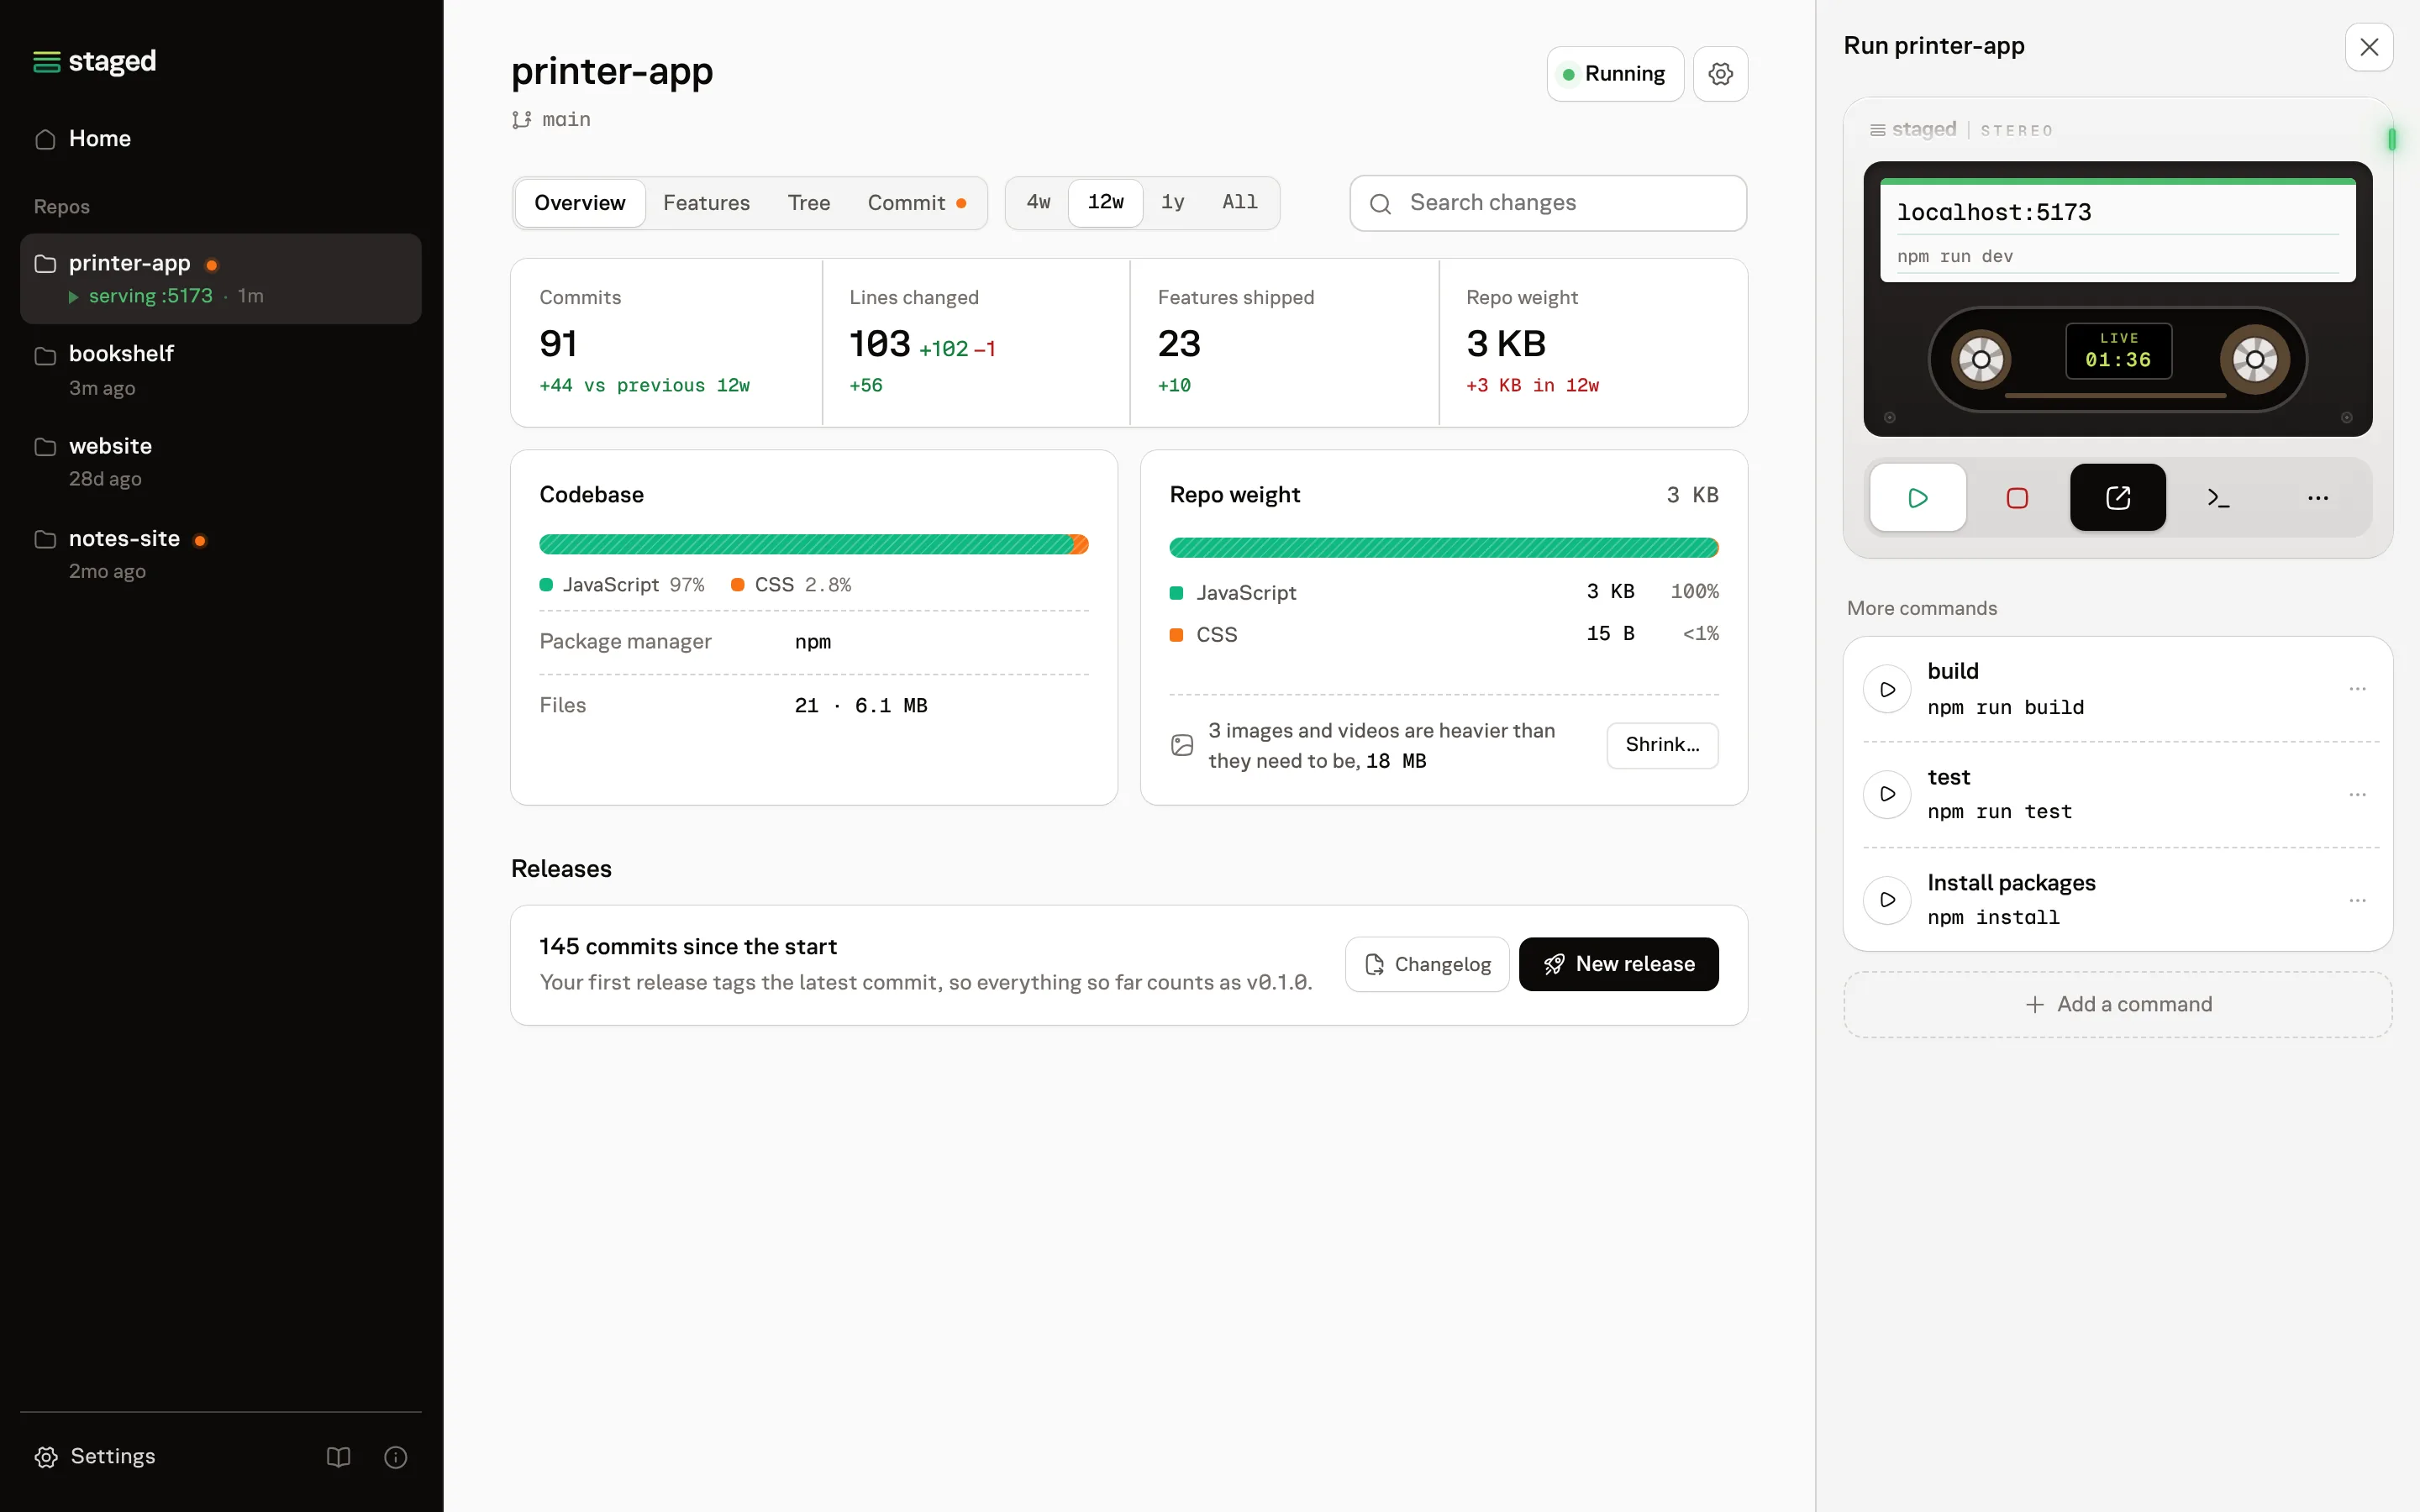 staged
Home
Repos
printer-app
serving :5173 · 1m
bookshelf
3m ago
website
28d ago
notes-site
2mo ago
Settings
printer-app
main
Running
Overview Features Tree Commit
4w 12w 1y All
Search changes
Commits
91
+44 vs previous 12w
Lines changed
103 +102 −1
+56
Features shipped
23
+10
Repo weight
3 KB
+3 KB in 12w
Codebase
JavaScript 97% CSS 2.8%
Package manager npm
Files 21 · 6.1 MB
Repo weight 3 KB
JavaScript 3 KB 100%
CSS 15 B <1%
3 images and videos are heavier than
they need to be, 18 MB
Shrink...
Releases
145 commits since the start
Your first release tags the latest commit, so everything so far counts as v0.1.0.
Changelog
New release
Run printer-app
staged | STEREO
localhost:5173
npm run dev
LIVE
01:36
More commands
build
npm run build
test
npm run test
Install packages
npm install
Add a command